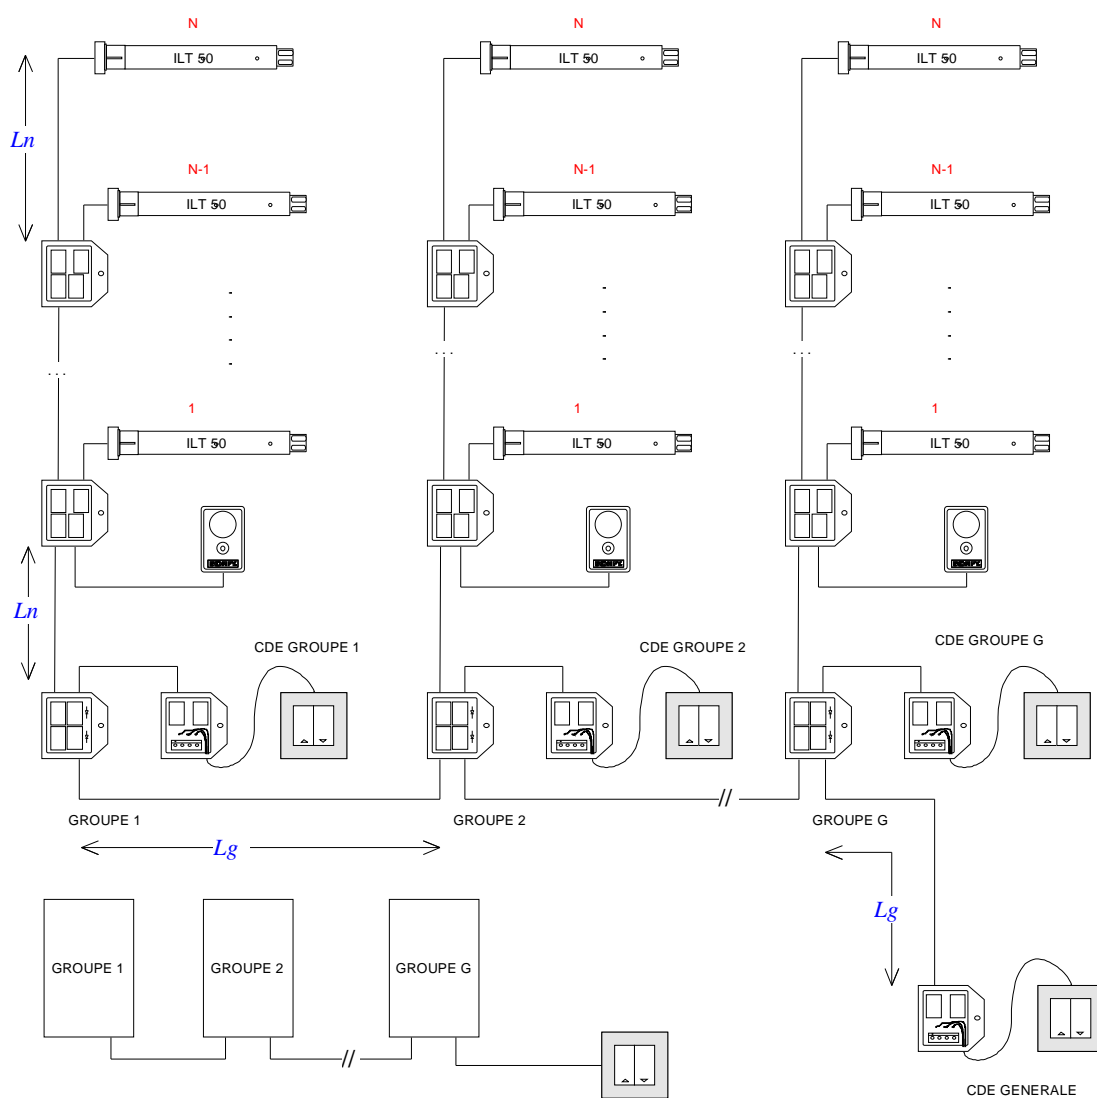 N N N
ILT 50 ILT 50 ILT 50
Ln
N-1 N-1 N-1
ILT 50 ILT 50 ILT 50
... ... ...
1 1 1
ILT 50 ILT 50 ILT 50
Ln
CDE GROUPE 1 CDE GROUPE 2 CDE GROUPE G
//
GROUPE 1 GROUPE 2 GROUPE G
Lg
Lg
GROUPE 1 GROUPE 2 GROUPE G
//
CDE GENERALE